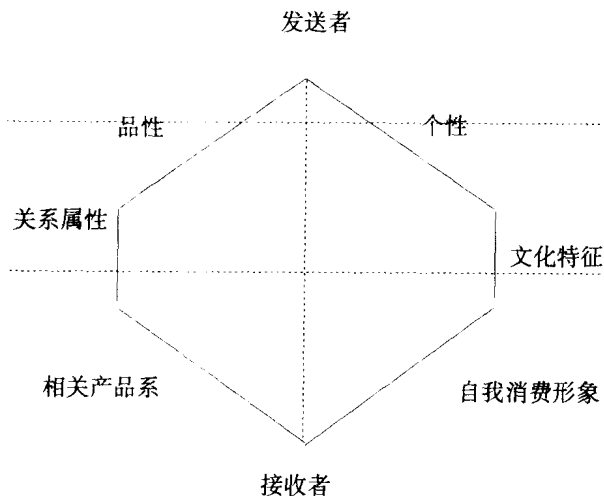 发送者
品性
个性
关系属性
文化特征
相关产品系
自我消费形象
接收者